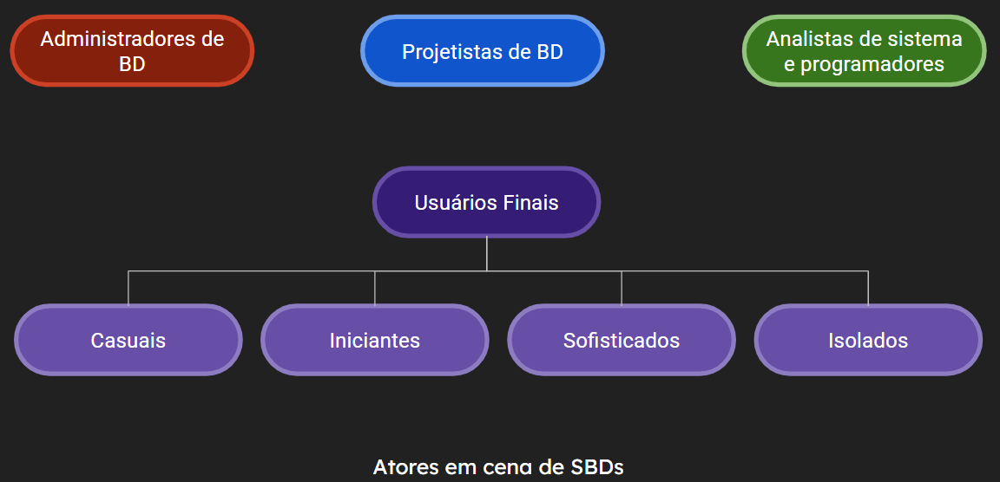 Administradores de
BD
Projetistas de BD
Analistas de sistema
e programadores
Usuários Finais
Casuais
Iniciantes
Sofisticados
Isolados
Atores em cena de SBDs